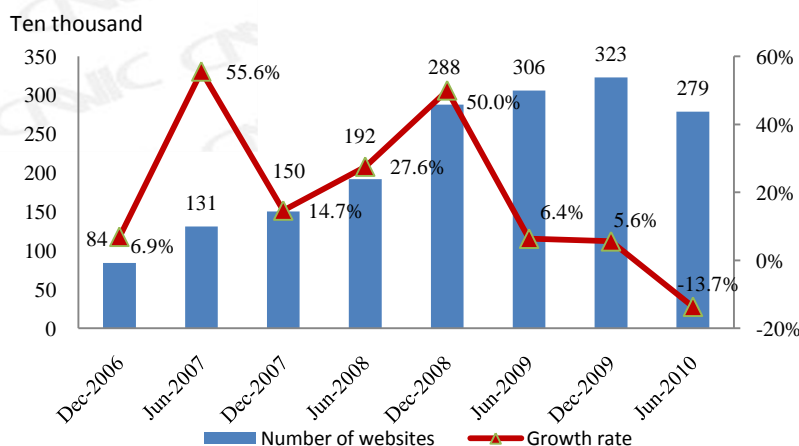 Ten thousand
350
300
250
200
150
100
50
0
60%
40%
20%
0%
-20%
84
131
150
192
288
306
323
279
6.9%
55.6%
14.7%
27.6%
50.0%
6.4%
5.6%
-13.7%
Dec-2006
Jun-2007
Dec-2007
Jun-2008
Dec-2008
Jun-2009
Dec-2009
Jun-2010
Number of websites
Growth rate